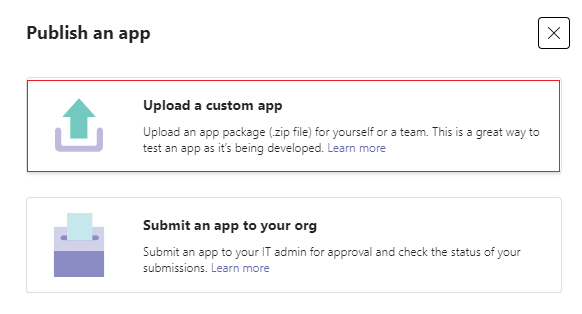 Publish an app
Upload a custom app
Upload an app package (.zip file) for yourself or a team. This is a great way to
test an app as it's being developed. Learn more
Submit an app to your org
Submit an app to your IT admin for approval and check the status of your
submissions. Learn more